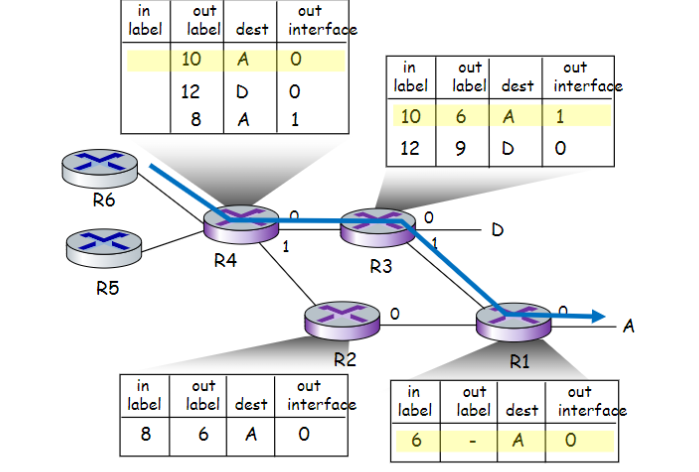 in out out
label label dest interface
10 A 0
12 D 0
8 A 1
in out out
label label dest interface
10 6 A 1
12 9 D 0
R6
0
0
D
R4
1
R3
1
R5
0
0
A
R2
R1
in out out
label label dest interface
8 6 A 0
in out out
label label dest interface
6 - A 0